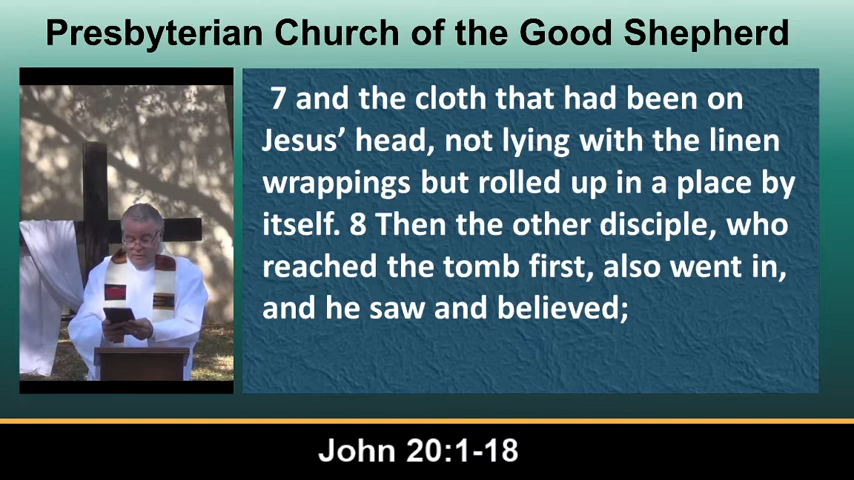 Presbyterian Church of the Good Shepherd
7 and the cloth that had been on
Jesus’ head, not lying with the linen
wrappings but rolled up in a place by
itself. 8 Then the other disciple, who
reached the tomb first, also went in,
and he saw and believed;
John 20:1-18